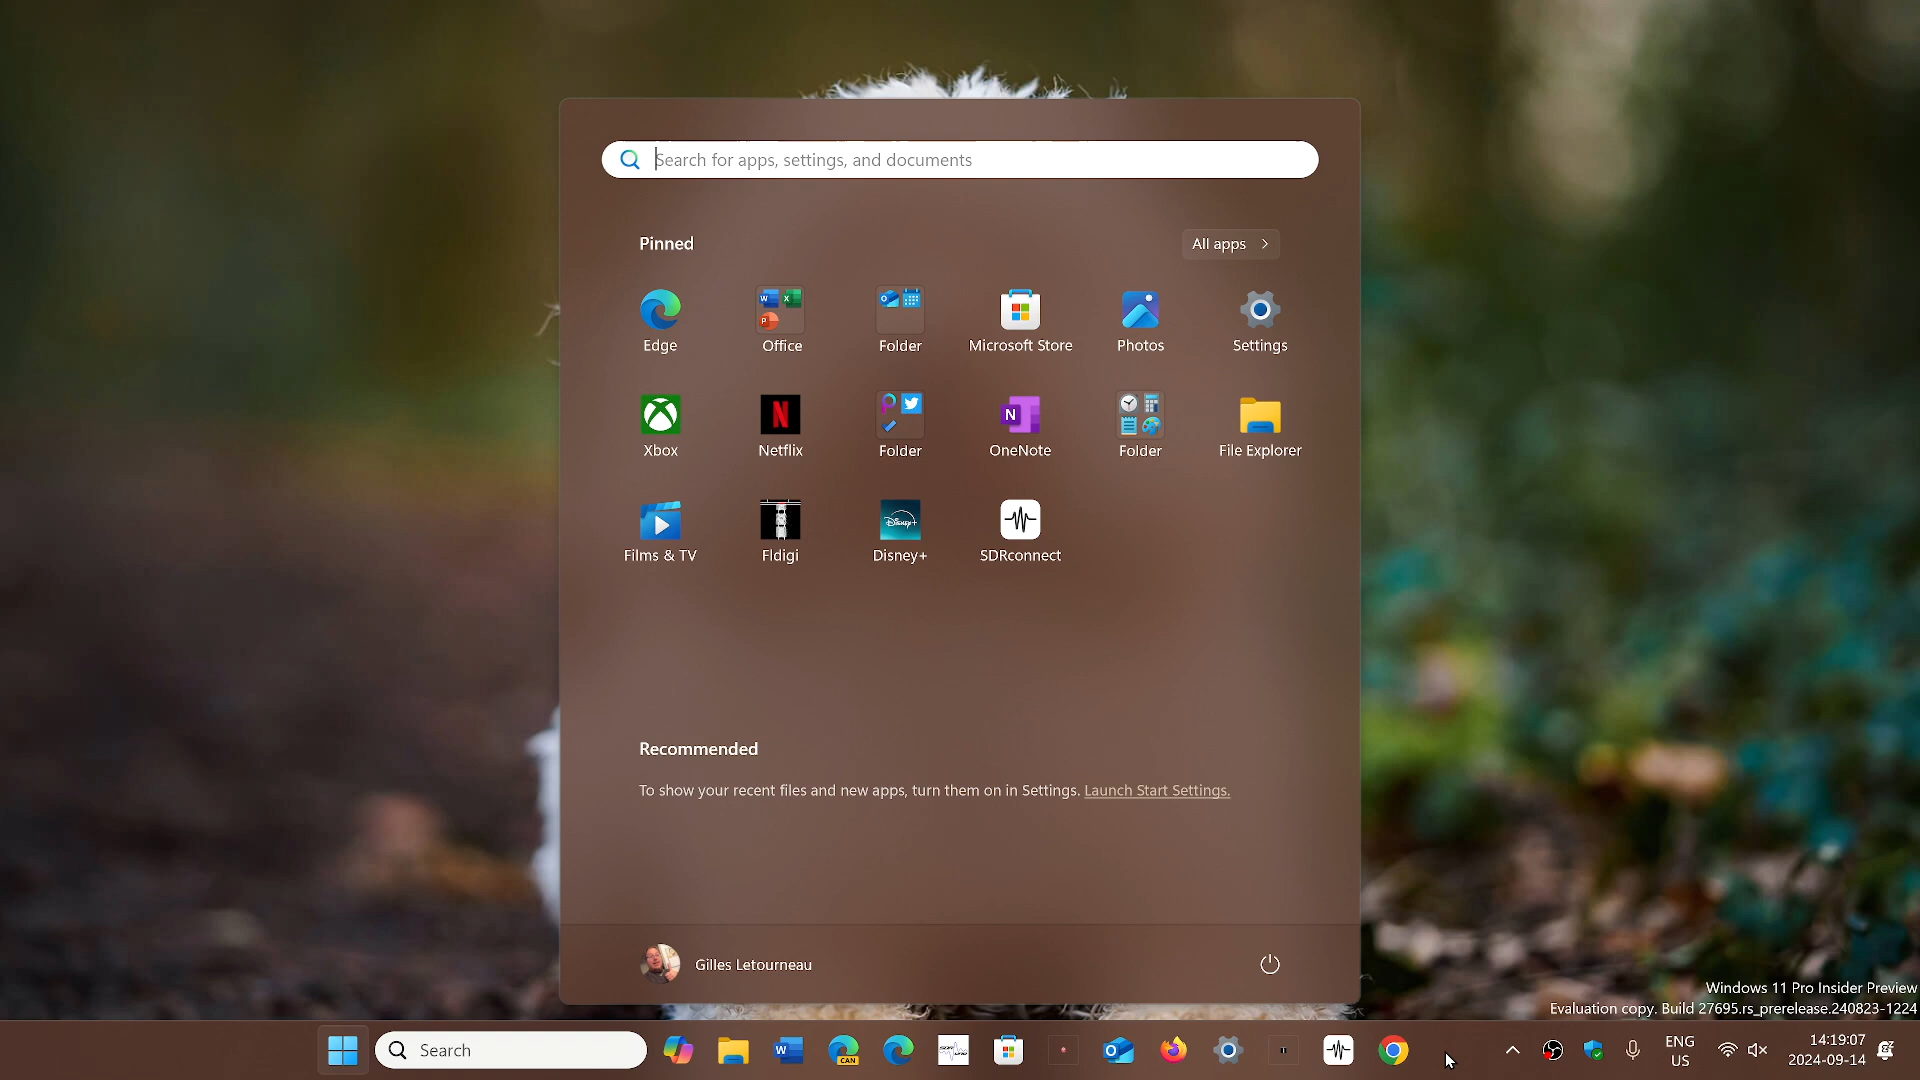 Search for apps, settings, and documents
Pinned
All apps
Edge
Office
Folder
Microsoft Store
Photos
Settings
Xbox
Netflix
Folder
OneNote
Folder
File Explorer
Films & TV
Fldigi
Disney+
SDRconnect
Recommended
To show your recent files and new apps, turn them on in Settings. Launch Start Settings.
Gilles Letourneau
Windows 11 Pro Insider Preview
Evaluation copy. Build 27695.rs_prerelease.240823-1224
Search
CAN
ENG
US
14:19:07
2024-09-14